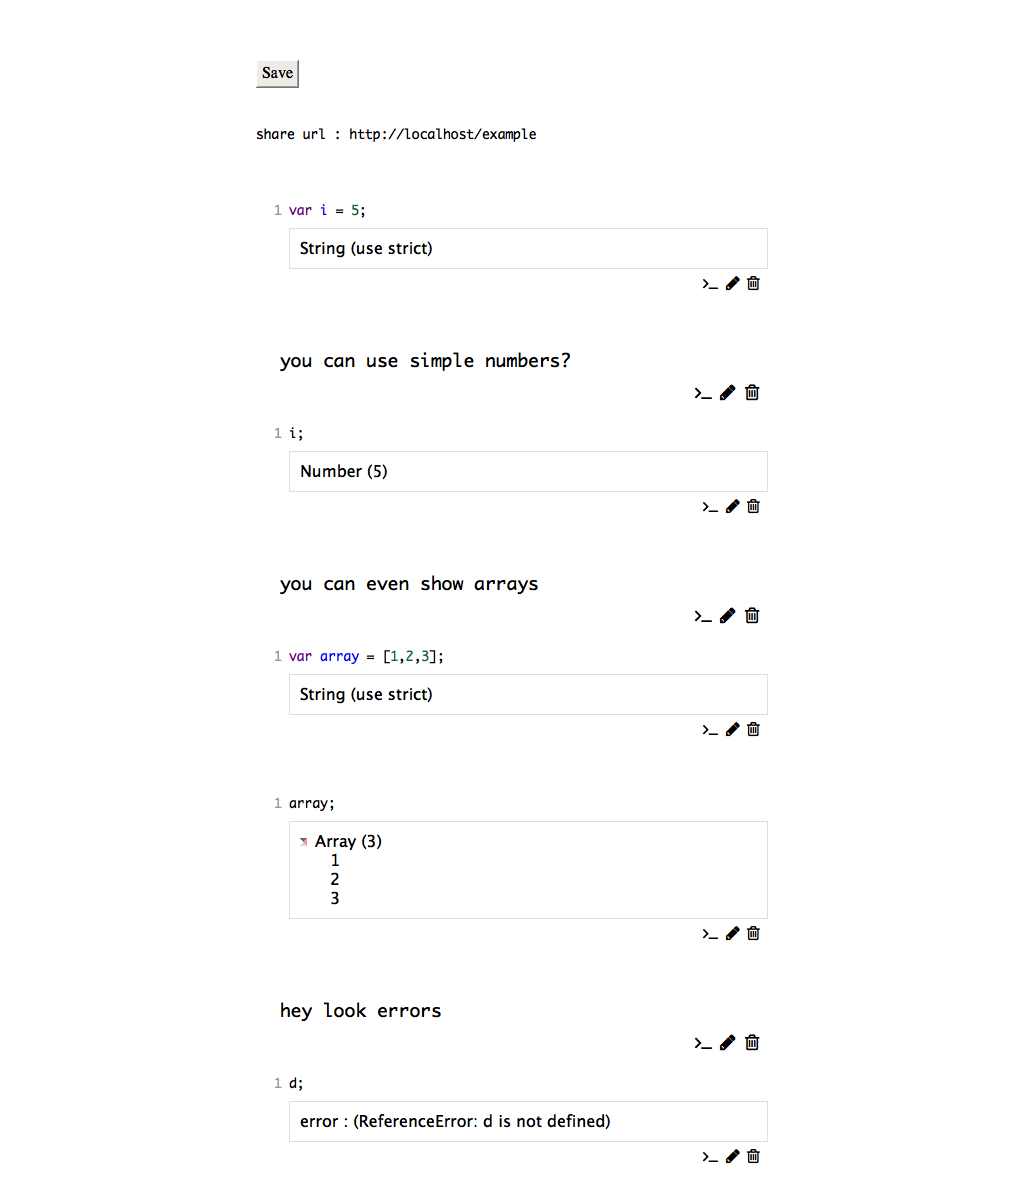 Save
share url : http://localhost/example
1 var i = 5;
String (use strict)
>_
you can use simple numbers?
>_
1 i;
Number (5)
>_
you can even show arrays
>_
1 var array = [1,2,3];
String (use strict)
>_
1 array;
Array (3)
1
2
3
>_
hey look errors
>_
1 d;
error : (ReferenceError: d is not defined)
>_